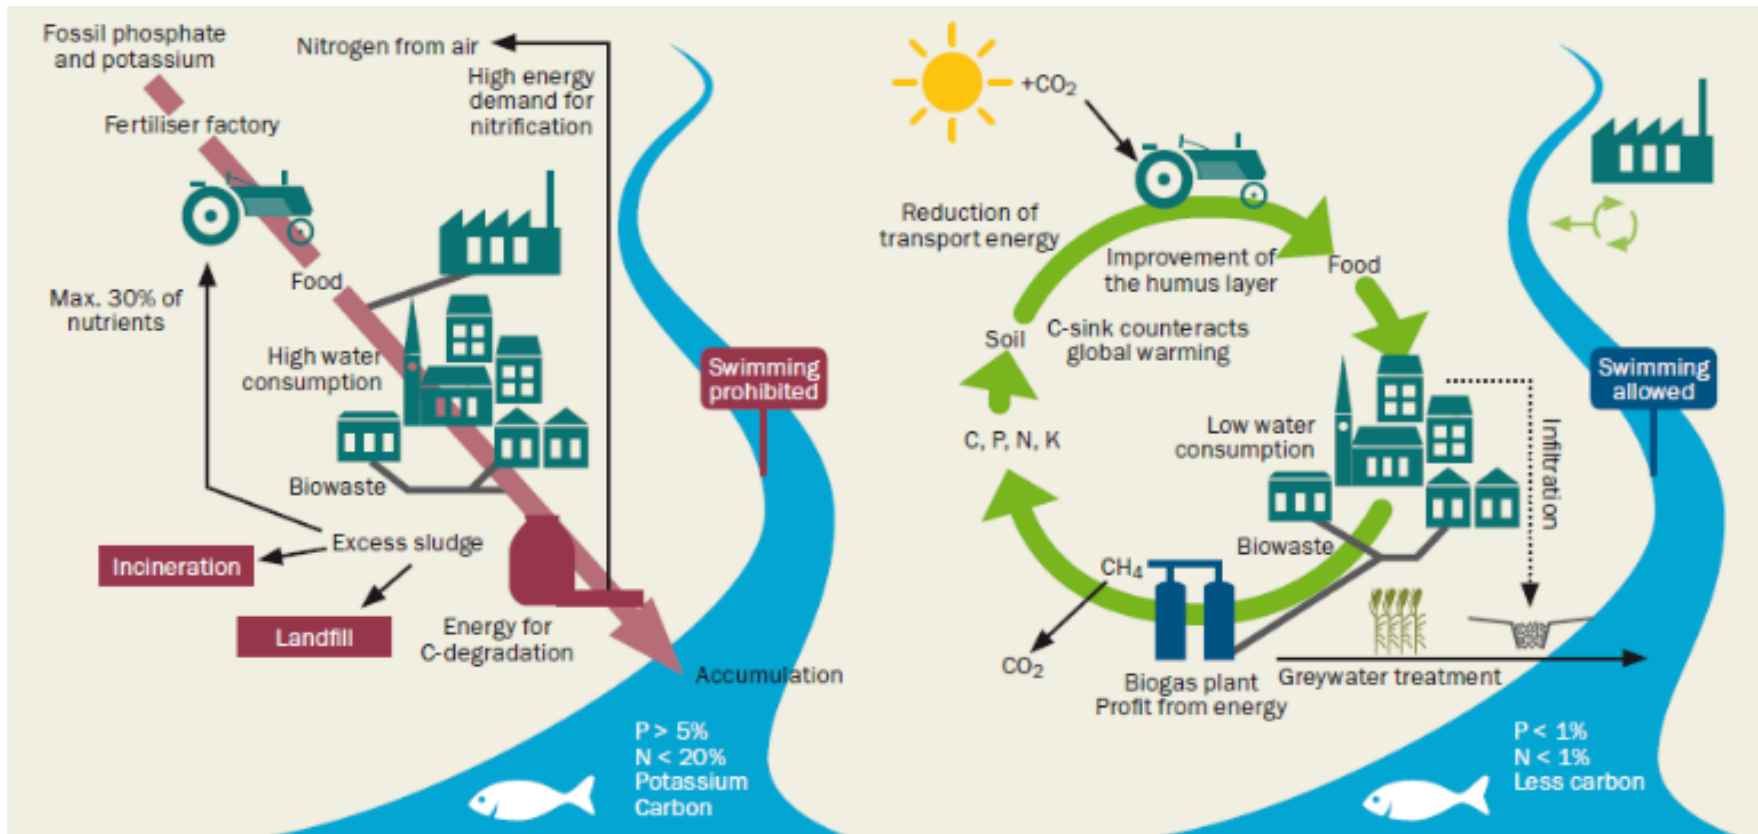 Fossil phosphate
and potassium
Nitrogen from air
High energy
demand for
nitrification
Fertiliser factory
Food
Max. 30% of
nutrients
High water
consumption
Swimming
prohibited
Biowaste
Excess sludge
Incineration
Landfill
Energy for
C-degradation
Accumulation
P > 5%
N < 20%
Potassium
Carbon
+CO₂
Reduction of
transport energy
Improvement of
the humus layer
Food
Soil
C-sink counteracts
global warming
Swimming
allowed
C, P, N, K
Low water
consumption
Infiltration
Biowaste
CH₄
CO₂
Biogas plant
Profit from energy
Greywater treatment
P < 1%
N < 1%
Less carbon